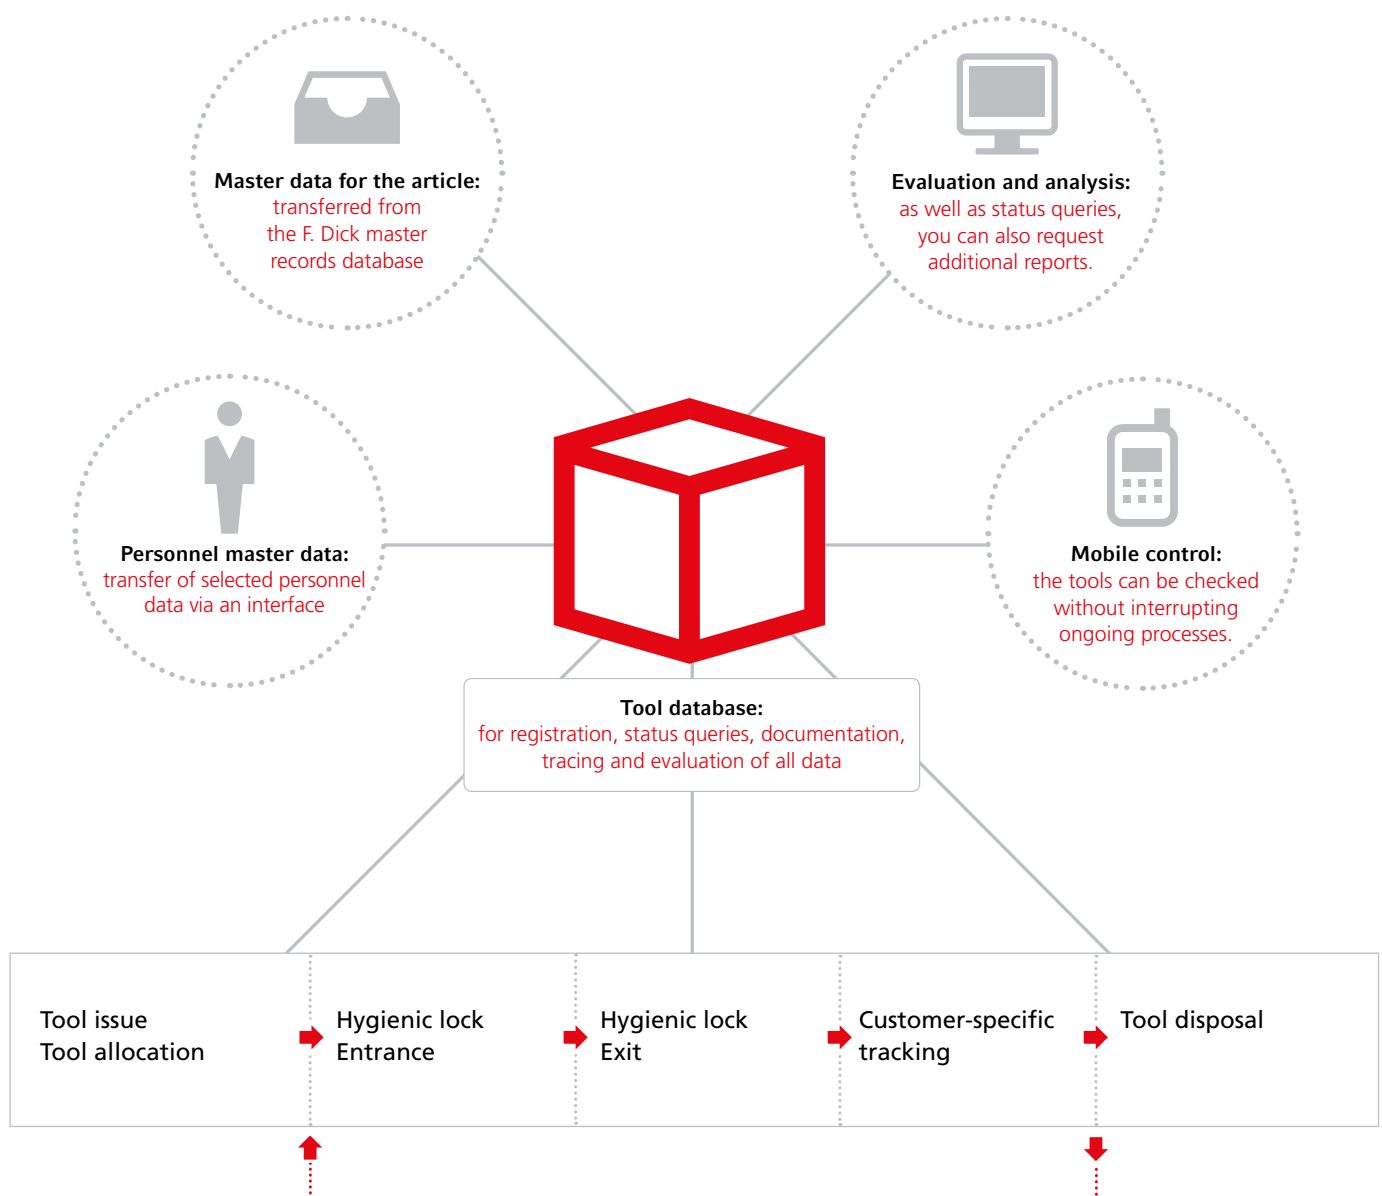 Master data for the article:
transferred from
the F. Dick master
records database
Evaluation and analysis:
as well as status queries,
you can also request
additional reports.
Personnel master data:
transfer of selected personnel
data via an interface
Mobile control:
the tools can be checked
without interrupting
ongoing processes.
Tool database:
for registration, status queries, documentation,
tracing and evaluation of all data
Tool issue
Tool allocation
Hygienic lock
Entrance
Hygienic lock
Exit
Customer-specific
tracking
Tool disposal